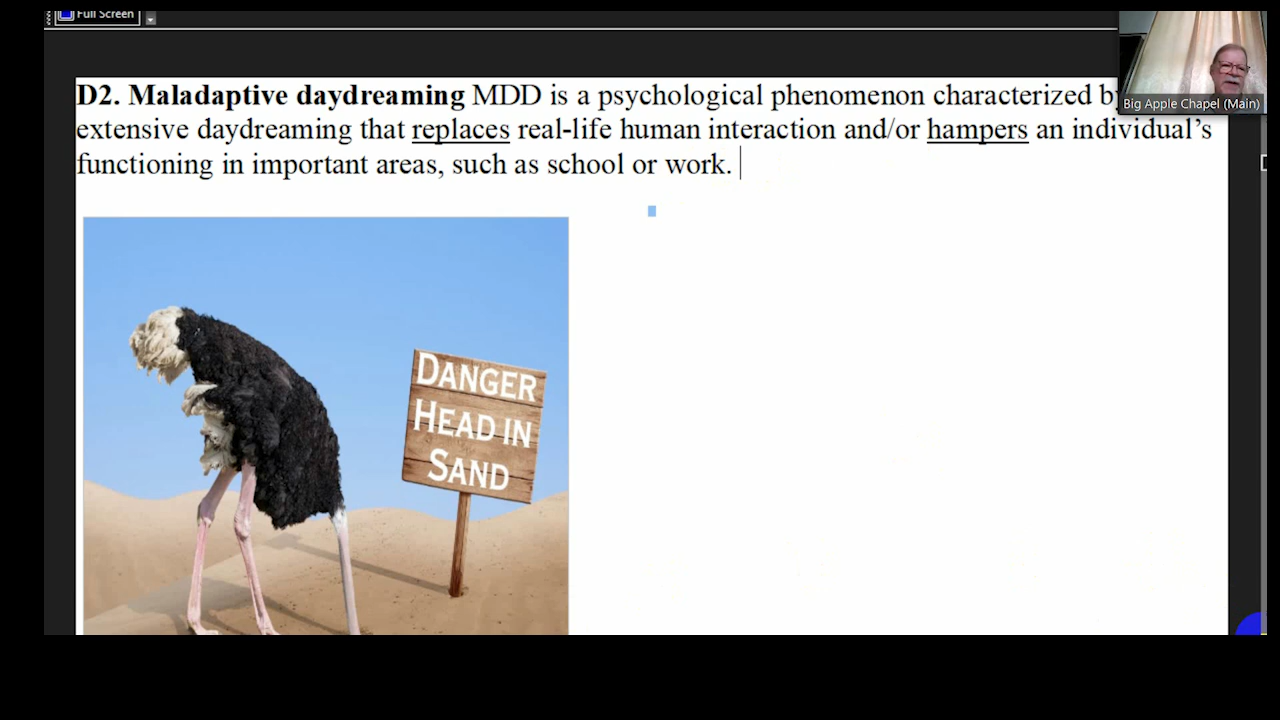 Full Screen
D2. Maladaptive daydreaming MDD is a psychological phenomenon characterized by
extensive daydreaming that replaces real-life human interaction and/or hampers an individual's
functioning in important areas, such as school or work.
Big Apple Chapel (Main)
DANGER
HEAD IN
SAND